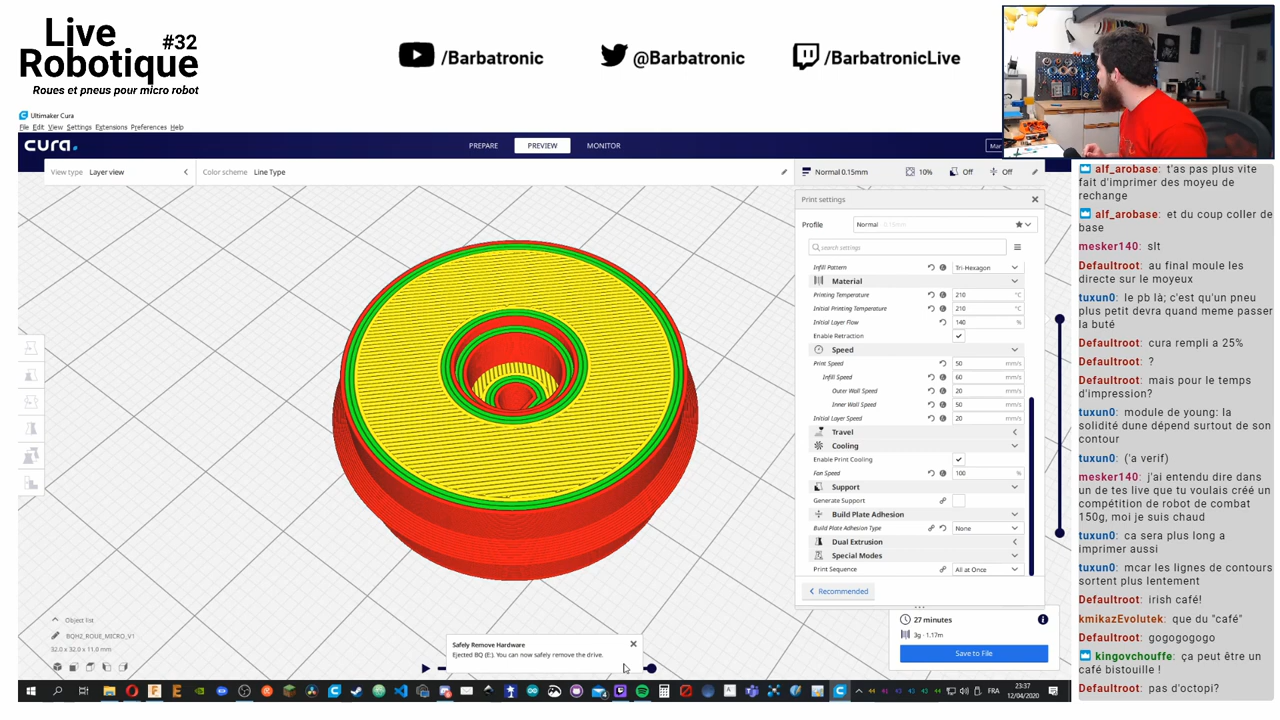 Live
Robotique
#32
Roues et pneus pour micro robot
/Barbatronic
@Barbatronic
/BarbatronicLive
Ultimaker Cura
File Edit View Settings Extensions Preferences Help
cura.
PREPARE
PREVIEW
MONITOR
Mar
View type Layer view
Color scheme Line Type
Normal 0.15mm
10%
Off
Off
Print settings
Profile
Normal 0.15mm
search settings
Infill Pattern
Tri-Hexagon
Material
Printing Temperature
210
°C
Initial Printing Temperature
210
°C
Initial Layer Flow
140
%
Enable Retraction
Speed
Print Speed
50
mm/s
Infill Speed
60
mm/s
Outer Wall Speed
20
mm/s
Inner Wall Speed
50
mm/s
Initial Layer Speed
20
mm/s
Travel
Cooling
Enable Print Cooling
Fan Speed
100
%
Support
Generate Support
Build Plate Adhesion
Build Plate Adhesion Type
None
Dual Extrusion
Special Modes
Print Sequence
All at Once
Recommended
27 minutes
3g · 1.17m
Save to File
Object list
BQH2_ROUE_MICRO_V1
32.0 x 32.0 x 11.0 mm
Safely Remove Hardware
Ejected BQ (E:). You can now safely remove the drive.
FRA
23:37
12/04/2020
alf_arobase: t'as pas plus vite
fait d'imprimer des moyeu de
rechange
alf_arobase: et du coup coller de
base
mesker140: slt
Defaultroot: au final moule les
directe sur le moyeux
tuxun0: le pb là; c'est qu'un pneu
plus petit devra quand meme passer
la buté
Defaultroot: cura rempli a 25%
Defaultroot: ?
Defaultroot: mais pour le temps
d'impression?
tuxun0: module de young: la
solidité dune dépend surtout de son
contour
tuxun0: ('a verif)
mesker140: j'ai entendu dire dans
un de tes live que tu voulais créé un
compétition de robot de combat
150g, moi je suis chaud
tuxun0: ca sera plus long a
imprimer aussi
tuxun0: mcar les lignes de contours
sortent plus lentement
Defaultroot: irish café!
kmikazEvolutek: que du "café"
Defaultroot: gogogogogo
kingovchouffe: ça peut être un
café bistouille !
Defaultroot: pas d'octopi?